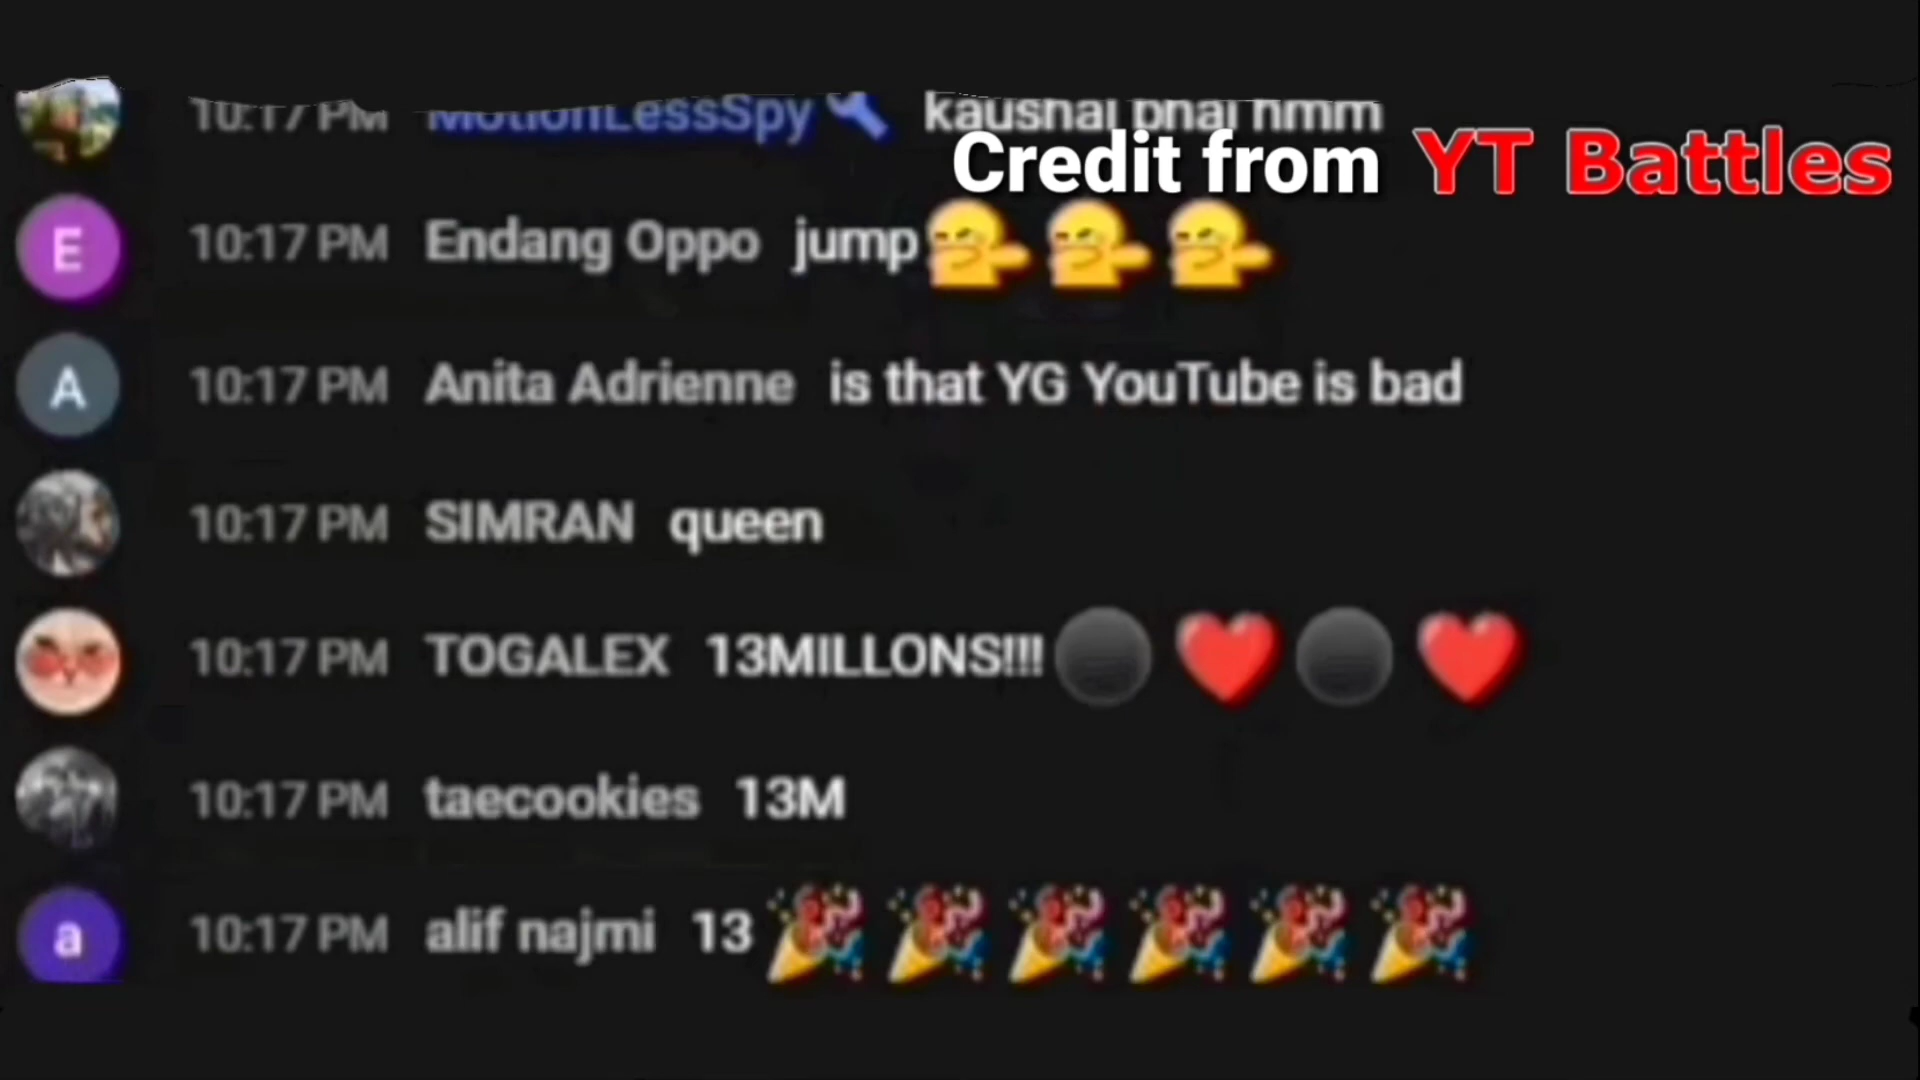 10:17 PM MotionLessSpy kaushal bhai hmm
Credit from YT Battles
E 10:17 PM Endang Oppo jump
A 10:17 PM Anita Adrienne is that YG YouTube is bad
10:17 PM SIMRAN queen
10:17 PM TOGALEX 13MILLONS!!!
10:17 PM taecookies 13M
a 10:17 PM alif najmi 13